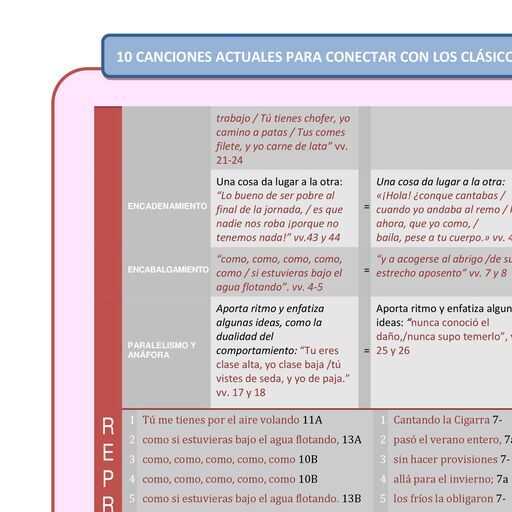 10 CANCIONES ACTUALES PARA CONECTAR CON LOS CLÁSICO
trabajo / Tú tienes chofer, yo
camino a patas / Tus comes
filete, y yo carne de lata” vv.
21-24
ENCADENAMIENTO
Una cosa da lugar a la otra:
“Lo bueno de ser pobre al
final de la jornada, / es que
nadie nos roba ¡porque no
tenemos nada!” vv.43 y 44
=
Una cosa da lugar a la otra:
«¡Hola! ¿conque cantabas /
cuando yo andaba al remo /
ahora, que yo como, /
baila, pese a tu cuerpo.» vv.
ENCABALGAMIENTO
“como, como, como, como,
como / si estuvieras bajo el
agua flotando”. vv. 4-5
=
“y a acogerse al abrigo /de su
estrecho aposento” vv. 7 y 8
PARALELISMO Y
ANÁFORA
Aporta ritmo y enfatiza
algunas ideas, como la
dualidad del
comportamiento: “Tu eres
clase alta, yo clase baja /tú
vistes de seda, y yo de paja.”
vv. 17 y 18
=
Aporta ritmo y enfatiza algun
ideas: “nunca conoció el
daño,/nunca supo temerlo”,
25 y 26
R
E
P
R
1 Tú me tienes por el aire volando 11A
2 como si estuvieras bajo el agua flotando, 13A
3 como, como, como, como, como 10B
4 como, como, como, como, como 10B
5 como si estuvieras bajo el agua flotando. 13B
1 Cantando la Cigarra 7-
2 pasó el verano entero, 7a
3 sin hacer provisiones 7-
4 allá para el invierno; 7a
5 los fríos la obligaron 7-